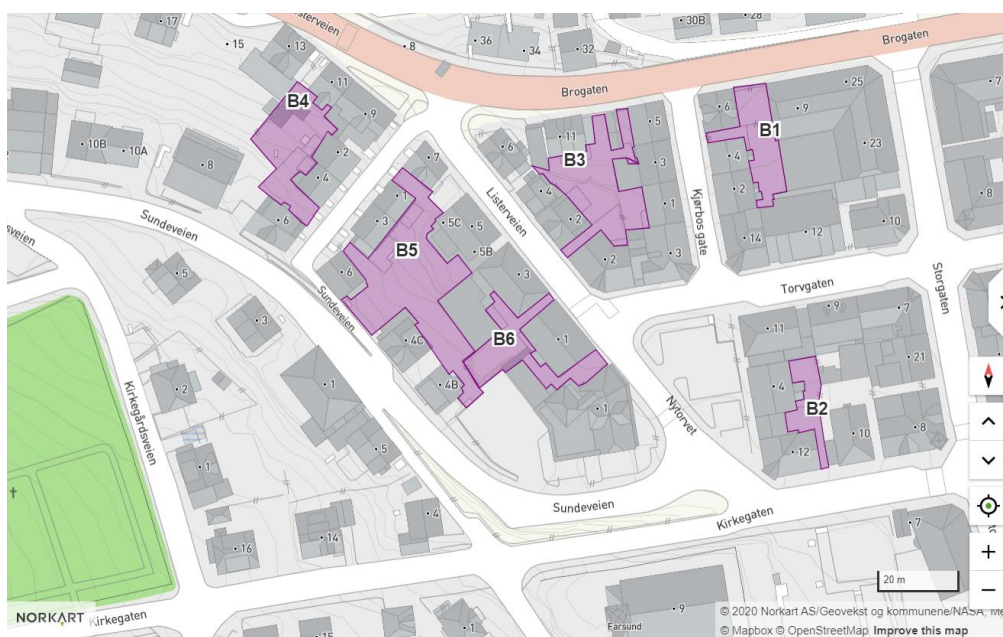 17
15
13
Listerveien
8
36
34
32
30B
28
Brogaten
Brogaten
25
7
11
9
B4
2
4
6
10B
10A
8
Sundeveien
7
1
3
5C
5
5B
B5
6
3
4C
4B
B6
1
1
6
11
5
B3
4
2
3
1
2
3
Listerveien
Kjørbos gate
6
9
B1
4
23
2
10
14
12
8
Torvgaten
Storgaten
9
7
11
21
4
B2
12
10
8
Nytorvet
Sundeveien
5
3
2
1
5
Kirkegårdsveien
1
16
14
4
Sundeveien
Kirkegaten
7
Kirkegaten
15
9
Farsund
20 m
NORKART
© 2020 Norkart AS/Geovekst og kommunene/NASA, Me
© Mapbox © OpenStreetMap Improve this map